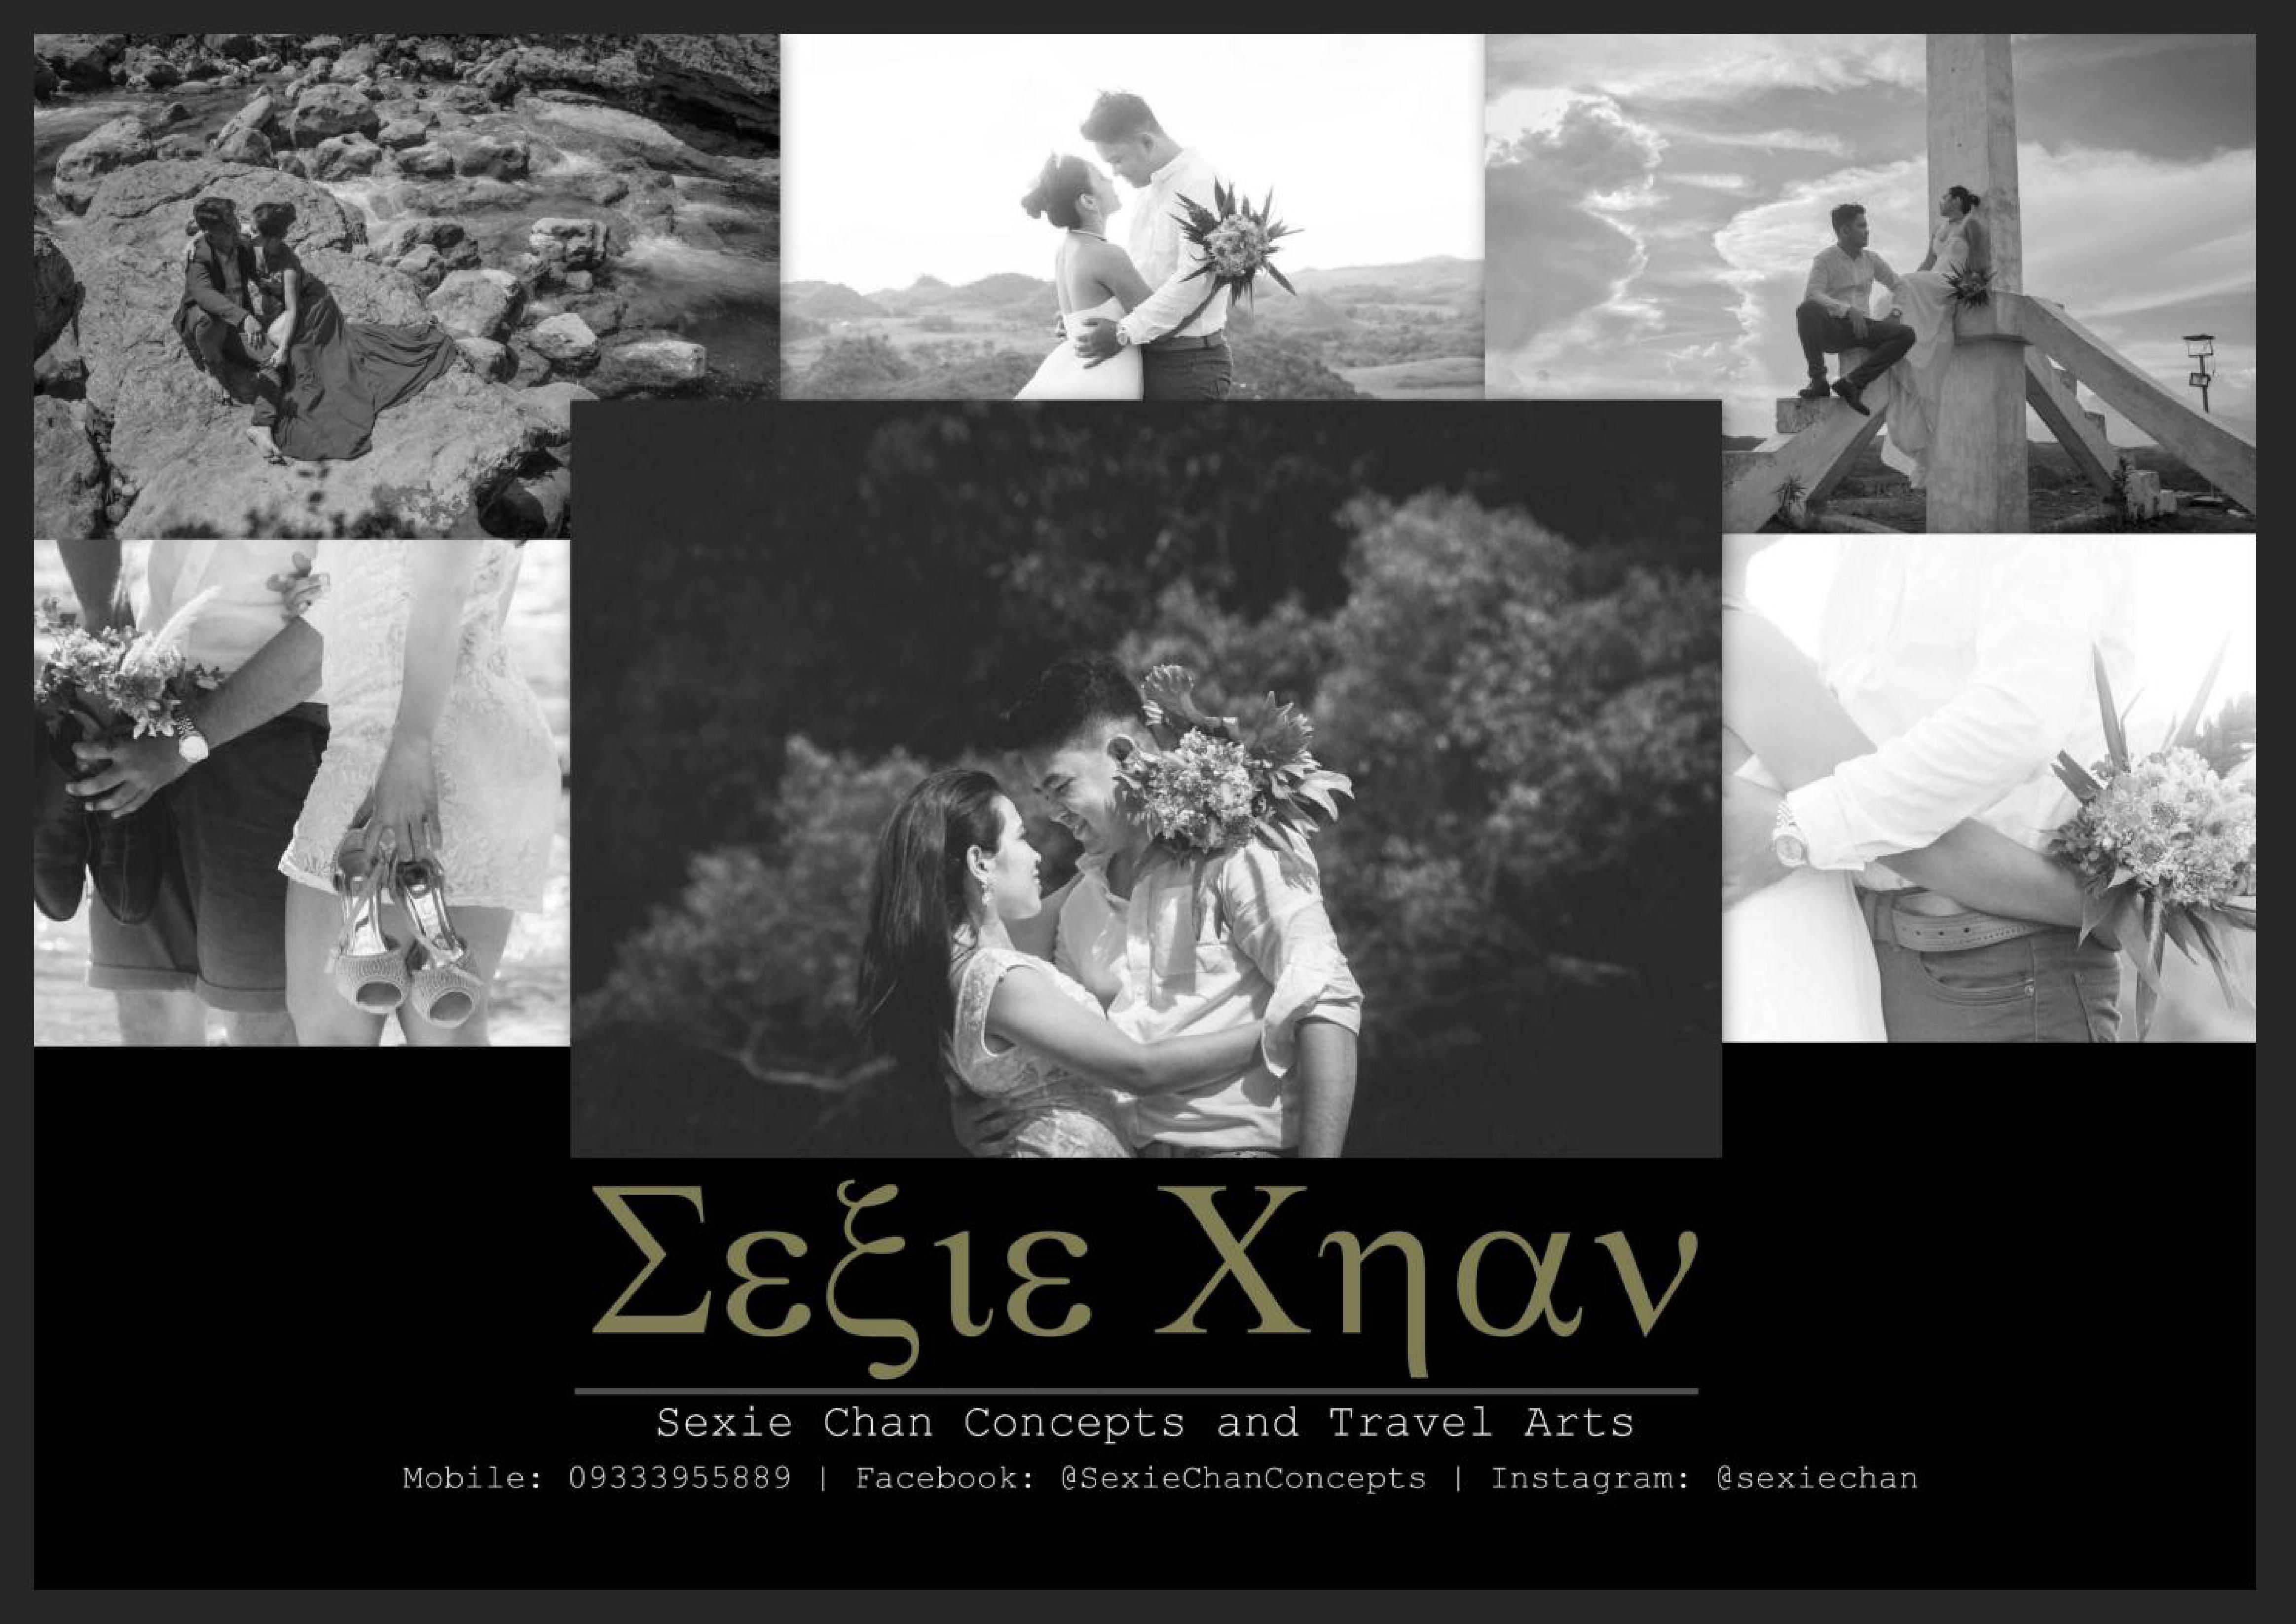 Σεξιε Χηαν
Sexie Chan Concepts and Travel Arts
Mobile: 09333955889 | Facebook: @SexieChanConcepts | Instagram: @sexiechan